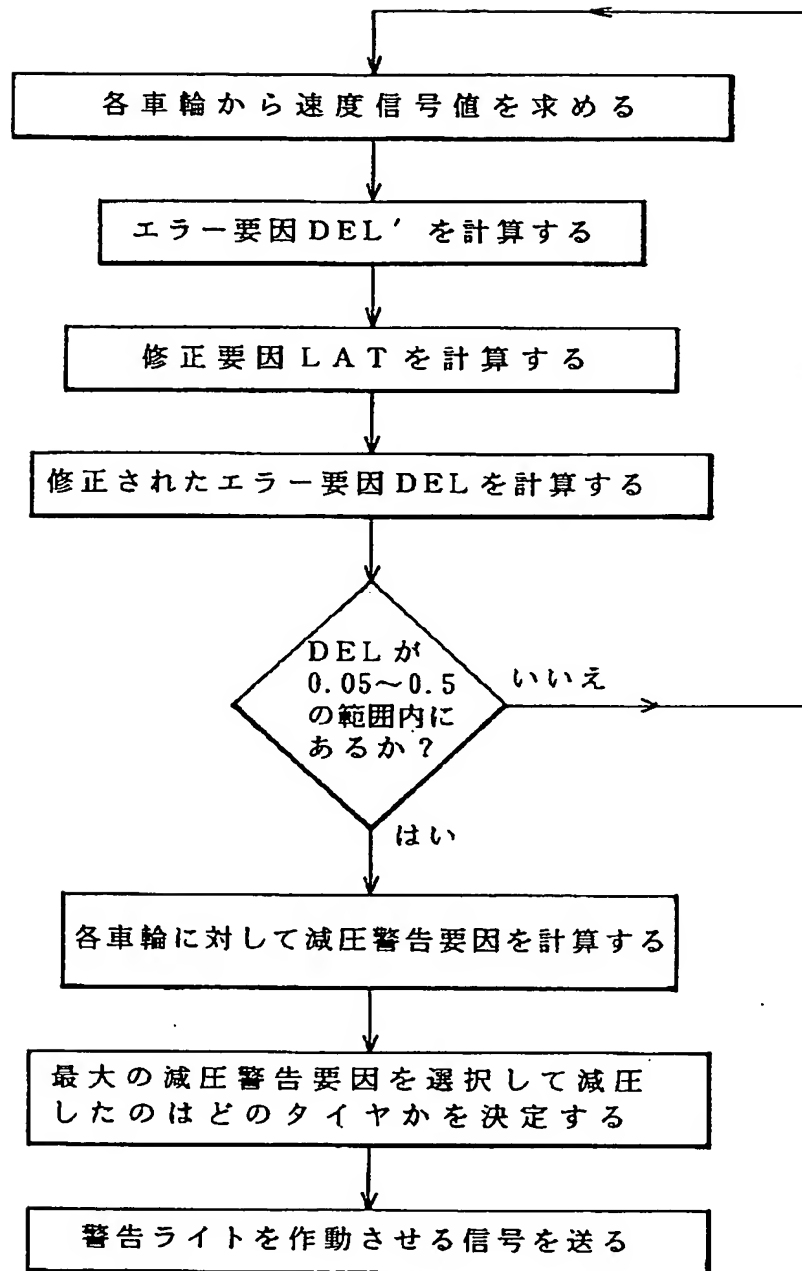 各車輪から速度信号値を求める
エラー要因DEL′を計算する
修正要因LATを計算する
修正されたエラー要因DELを計算する
DELが
0.05~0.5
の範囲内に
あるか?
いいえ
はい
各車輪に対して減圧警告要因を計算する
最大の減圧警告要因を選択して減圧
したのはどのタイヤかを決定する
警告ライトを作動させる信号を送る